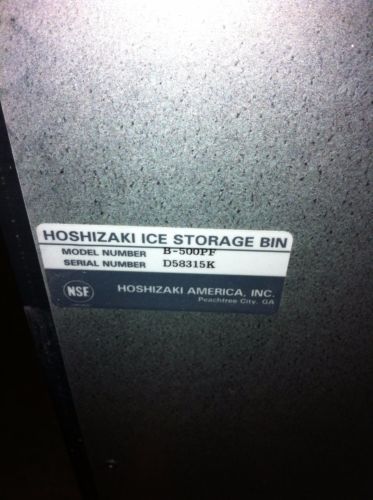 HOSHIZAKI ICE STORAGE BIN
MODEL NUMBER B-500PF
SERIAL NUMBER D58315K
NSF HOSHIZAKI AMERICA, INC.
Peachtree City, GA